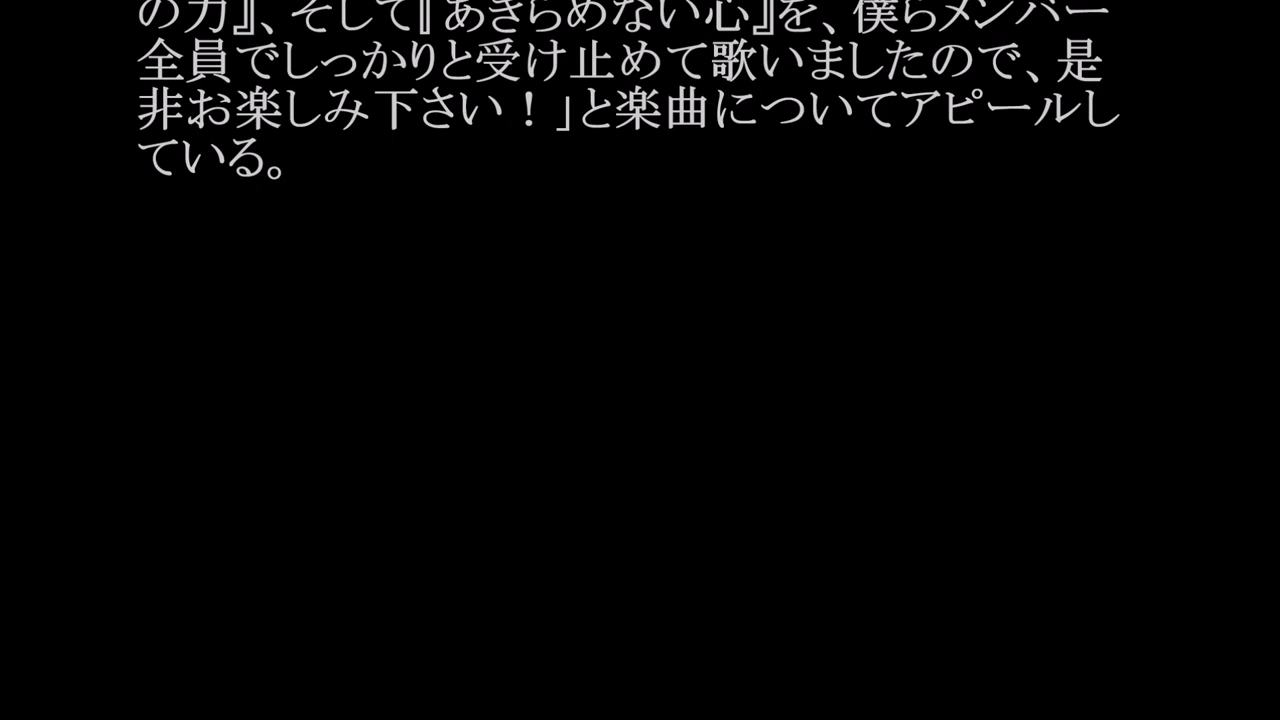 の力』、そして『あきらめない心』を、僕らメンバー
全員でしっかりと受け止めて歌いましたので、是
非お楽しみ下さい！」と楽曲についてアピールし
ている。